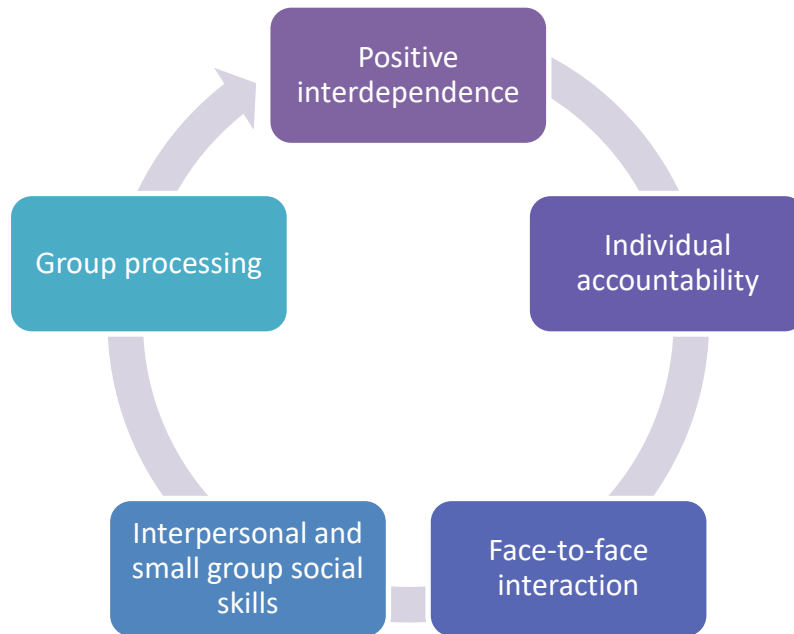 Positive
interdependence
Individual
accountability
Face-to-face
interaction
Interpersonal and
small group social
skills
Group processing